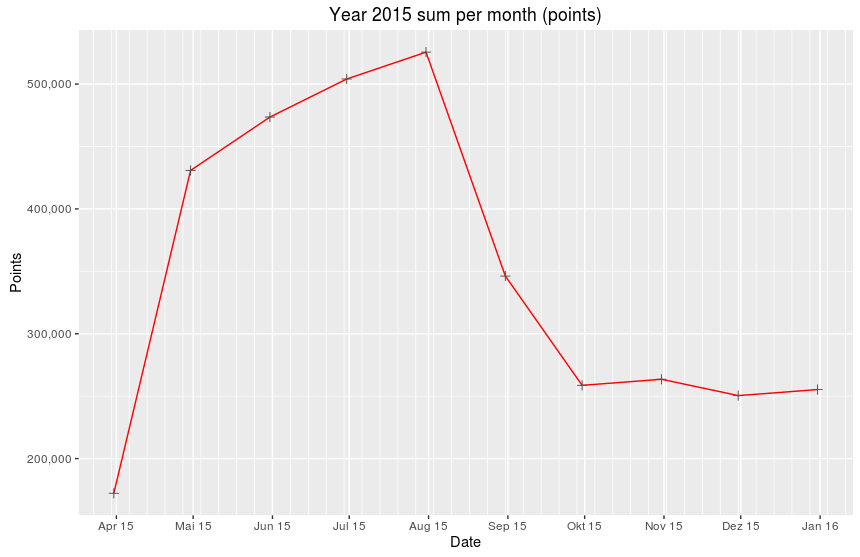 Year 2015 sum per month (points)
500,000
400,000
300,000
200,000
Points
Apr 15 Mai 15 Jun 15 Jul 15 Aug 15 Sep 15 Okt 15 Nov 15 Dez 15 Jan 16
Date